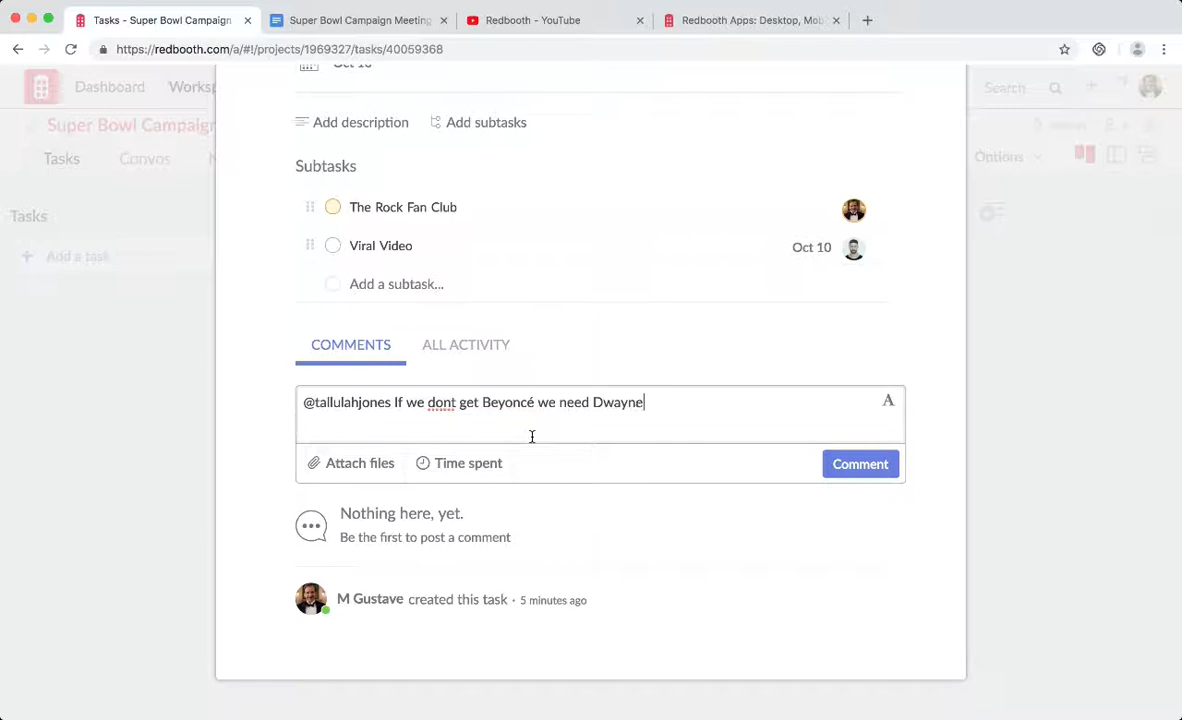 Tasks - Super Bowl Campaign
Super Bowl Campaign Meeting
Redbooth - YouTube
Redbooth Apps: Desktop, Mob
https://redbooth.com/a/#!/projects/1969327/tasks/40059368
Dashboard
Worksp
Search
Super Bowl Campaign
Tasks
Convos
Options
Tasks
Add a task
Oct 10
Add description
Add subtasks
Subtasks
The Rock Fan Club
Viral Video
Oct 10
Add a subtask...
COMMENTS
ALL ACTIVITY
@tallulahjones If we dont get Beyoncé we need Dwayne
A
Attach files
Time spent
Comment
Nothing here, yet.
Be the first to post a comment
M Gustave created this task · 5 minutes ago